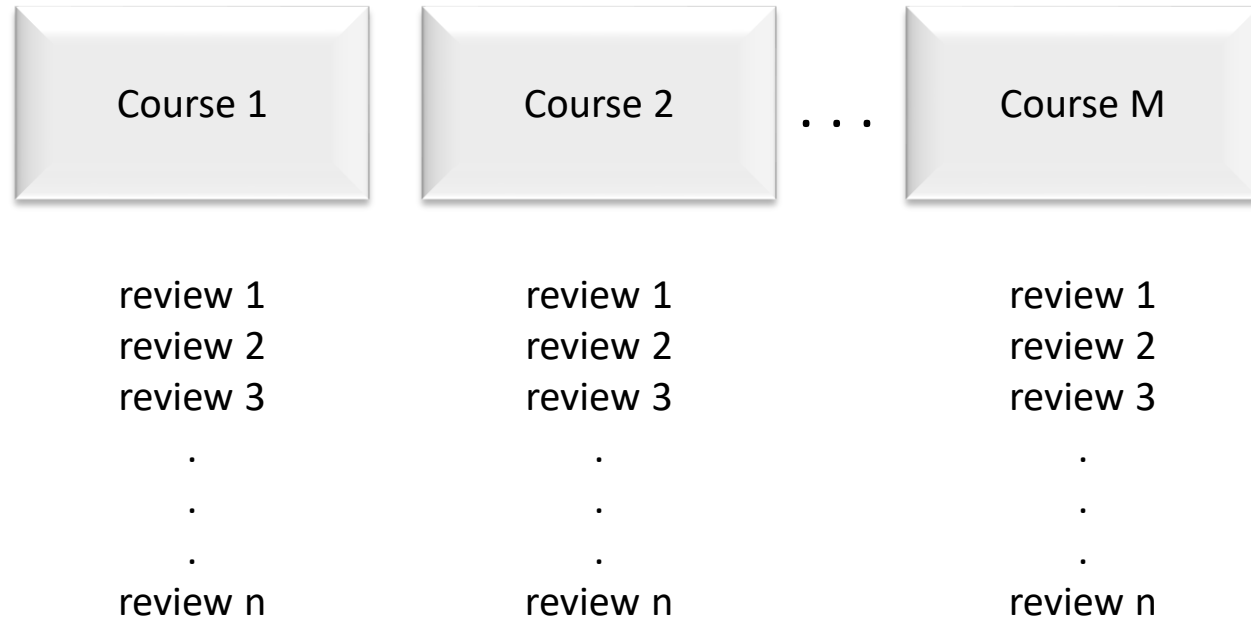 Course 1 Course 2 . . . Course M
review 1 review 1 review 1
review 2 review 2 review 2
review 3 review 3 review 3
. . .
. . .
. . .
review n review n review n